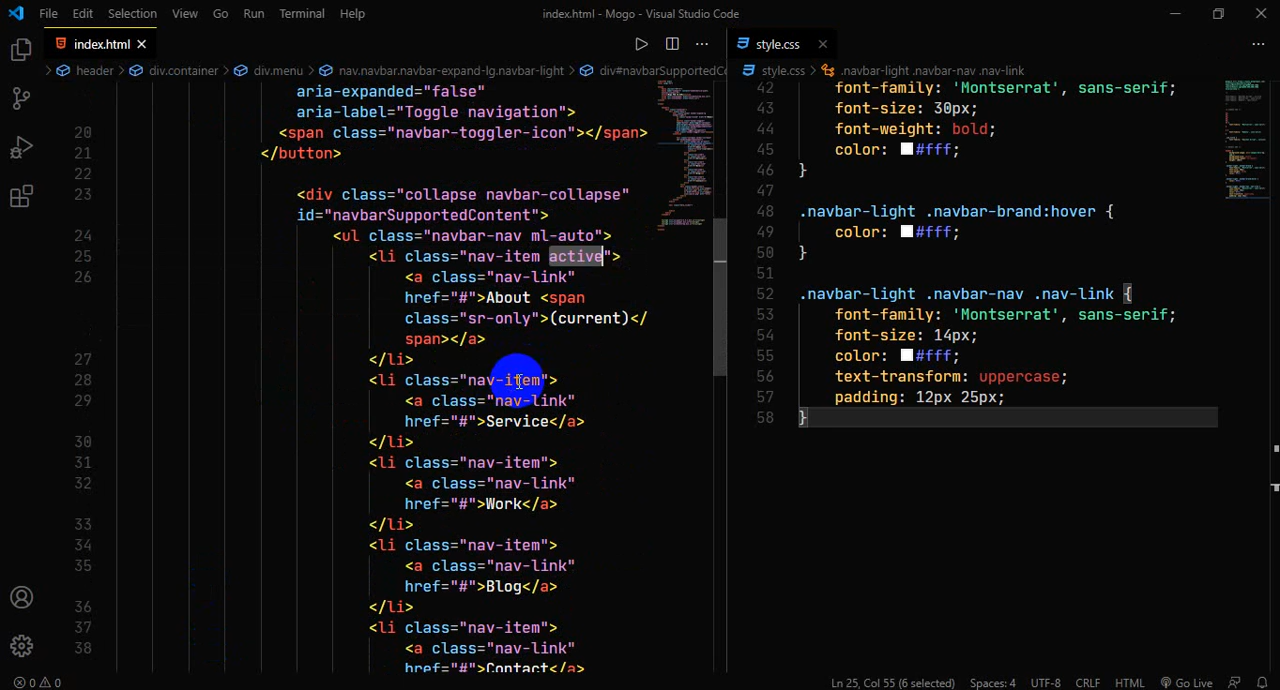 File Edit Selection View Go Run Terminal Help
index.html - Mogo - Visual Studio Code
index.html
style.css
header > div.container > div.menu > nav.navbar.navbar-expand-lg.navbar-light > div#navbarSupportedCo
style.css > .navbar-light .navbar-nav .nav-link
aria-expanded="false"
aria-label="Toggle navigation">
20 <span class="navbar-toggler-icon"></span>
21 </button>
22
23 <div class="collapse navbar-collapse"
id="navbarSupportedContent">
24 <ul class="navbar-nav ml-auto">
25 <li class="nav-item active">
26 <a class="nav-link"
href="#">About <span
class="sr-only">(current)</
span></a>
27 </li>
28 <li class="nav-item">
29 <a class="nav-link"
href="#">Service</a>
30 </li>
31 <li class="nav-item">
32 <a class="nav-link"
href="#">Work</a>
33 </li>
34 <li class="nav-item">
35 <a class="nav-link"
href="#">Blog</a>
36 </li>
37 <li class="nav-item">
38 <a class="nav-link"
href="#">Contact</a>
42 font-family: 'Montserrat', sans-serif;
43 font-size: 30px;
44 font-weight: bold;
45 color: #fff;
46 }
47
48 .navbar-light .navbar-brand:hover {
49 color: #fff;
50 }
51
52 .navbar-light .navbar-nav .nav-link {
53 font-family: 'Montserrat', sans-serif;
54 font-size: 14px;
55 color: #fff;
56 text-transform: uppercase;
57 padding: 12px 25px;
58 }
0 0 Ln 25, Col 55 (6 selected) Spaces: 4 UTF-8 CRLF HTML Go Live